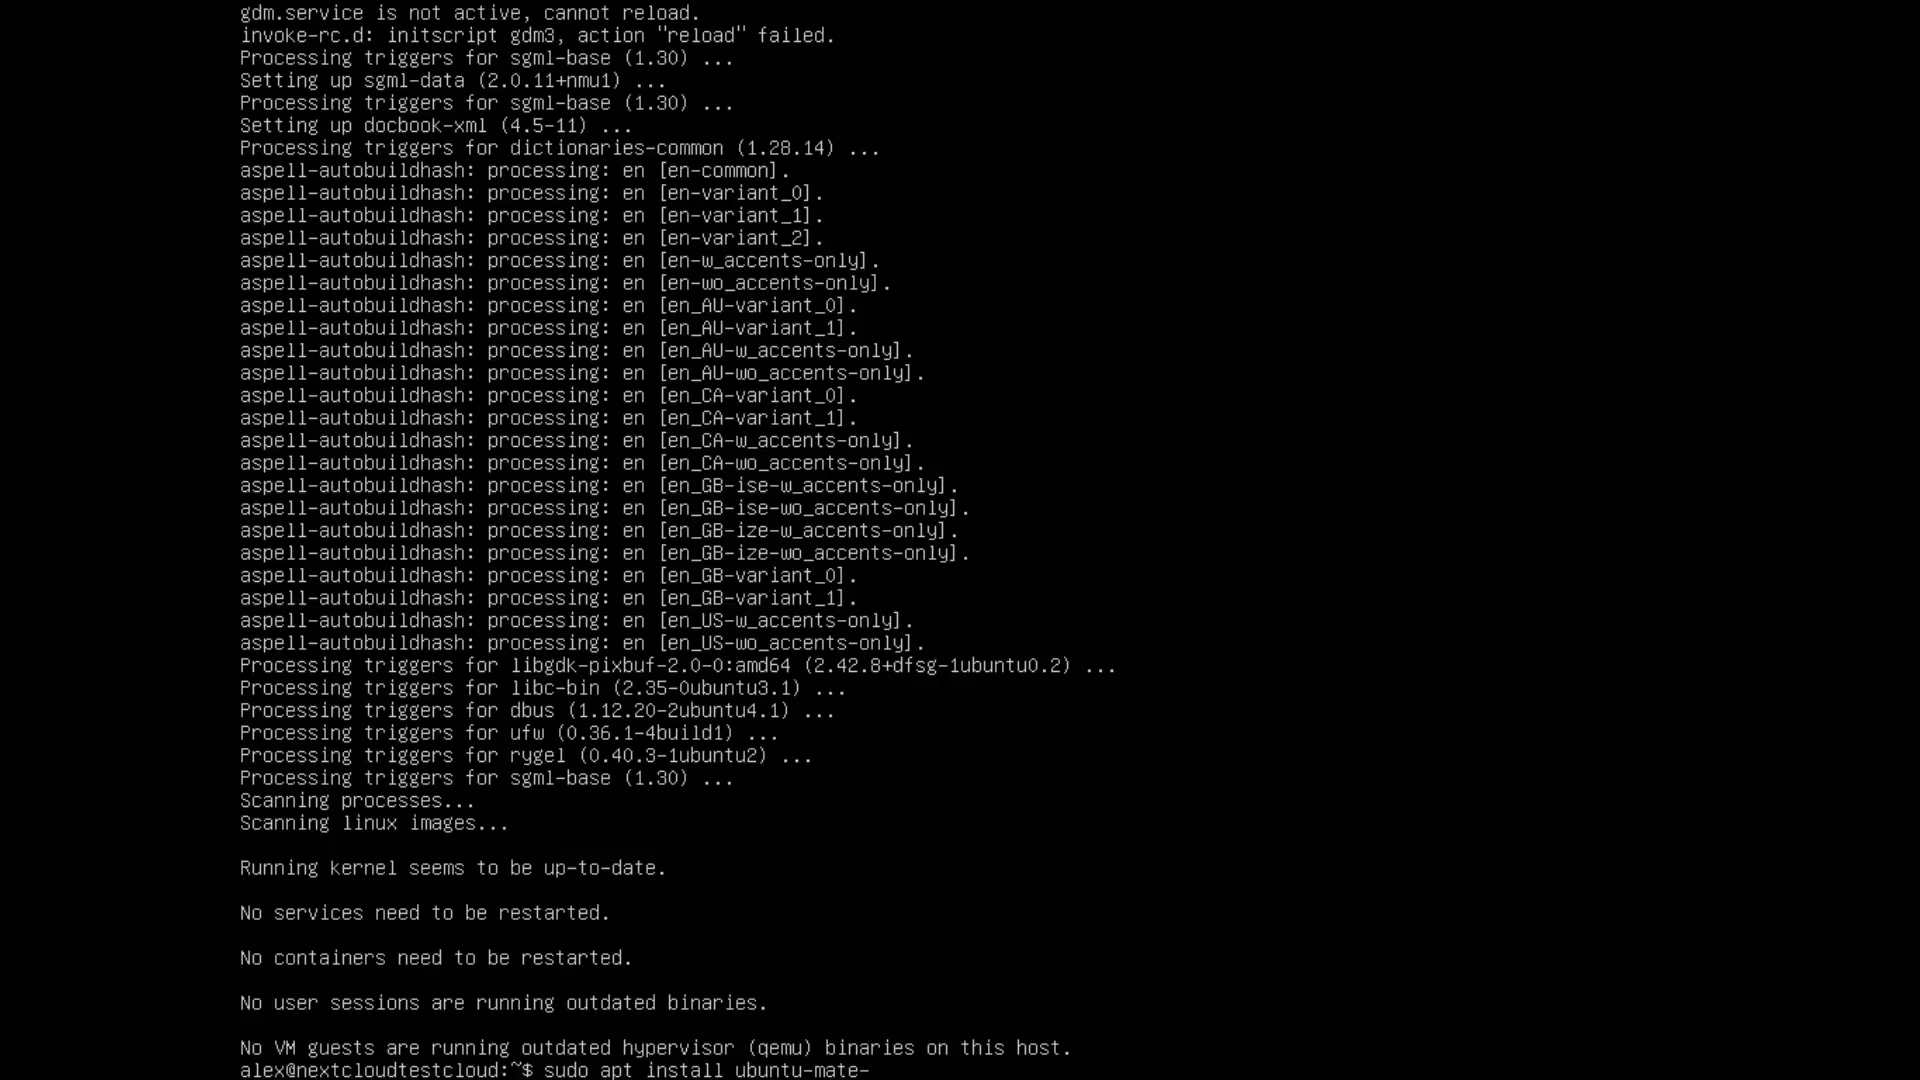 gdm.service is not active, cannot reload.
invoke-rc.d: initscript gdm3, action "reload" failed.
Processing triggers for sgml-base (1.30) ...
Setting up sgml-data (2.0.11+nmu1) ...
Processing triggers for sgml-base (1.30) ...
Setting up docbook-xml (4.5-11) ...
Processing triggers for dictionaries-common (1.28.14) ...
aspell-autobuildhash: processing: en [en-common].
aspell-autobuildhash: processing: en [en-variant_0].
aspell-autobuildhash: processing: en [en-variant_1].
aspell-autobuildhash: processing: en [en-variant_2].
aspell-autobuildhash: processing: en [en-w_accents-only].
aspell-autobuildhash: processing: en [en-wo_accents-only].
aspell-autobuildhash: processing: en [en_AU-variant_0].
aspell-autobuildhash: processing: en [en_AU-variant_1].
aspell-autobuildhash: processing: en [en_AU-w_accents-only].
aspell-autobuildhash: processing: en [en_AU-wo_accents-only].
aspell-autobuildhash: processing: en [en_CA-variant_0].
aspell-autobuildhash: processing: en [en_CA-variant_1].
aspell-autobuildhash: processing: en [en_CA-w_accents-only].
aspell-autobuildhash: processing: en [en_CA-wo_accents-only].
aspell-autobuildhash: processing: en [en_GB-ise-w_accents-only].
aspell-autobuildhash: processing: en [en_GB-ise-wo_accents-only].
aspell-autobuildhash: processing: en [en_GB-ize-w_accents-only].
aspell-autobuildhash: processing: en [en_GB-ize-wo_accents-only].
aspell-autobuildhash: processing: en [en_GB-variant_0].
aspell-autobuildhash: processing: en [en_GB-variant_1].
aspell-autobuildhash: processing: en [en_US-w_accents-only].
aspell-autobuildhash: processing: en [en_US-wo_accents-only].
Processing triggers for libgdk-pixbuf-2.0-0:amd64 (2.42.8+dfsg-1ubuntu0.2) ...
Processing triggers for libc-bin (2.35-0ubuntu3.1) ...
Processing triggers for dbus (1.12.20-2ubuntu4.1) ...
Processing triggers for ufw (0.36.1-4build1) ...
Processing triggers for rygel (0.40.3-1ubuntu2) ...
Processing triggers for sgml-base (1.30) ...
Scanning processes...
Scanning linux images...
Running kernel seems to be up-to-date.
No services need to be restarted.
No containers need to be restarted.
No user sessions are running outdated binaries.
No VM guests are running outdated hypervisor (qemu) binaries on this host.
alex@nextcloudtestcloud:~$ sudo apt install ubuntu-mate-